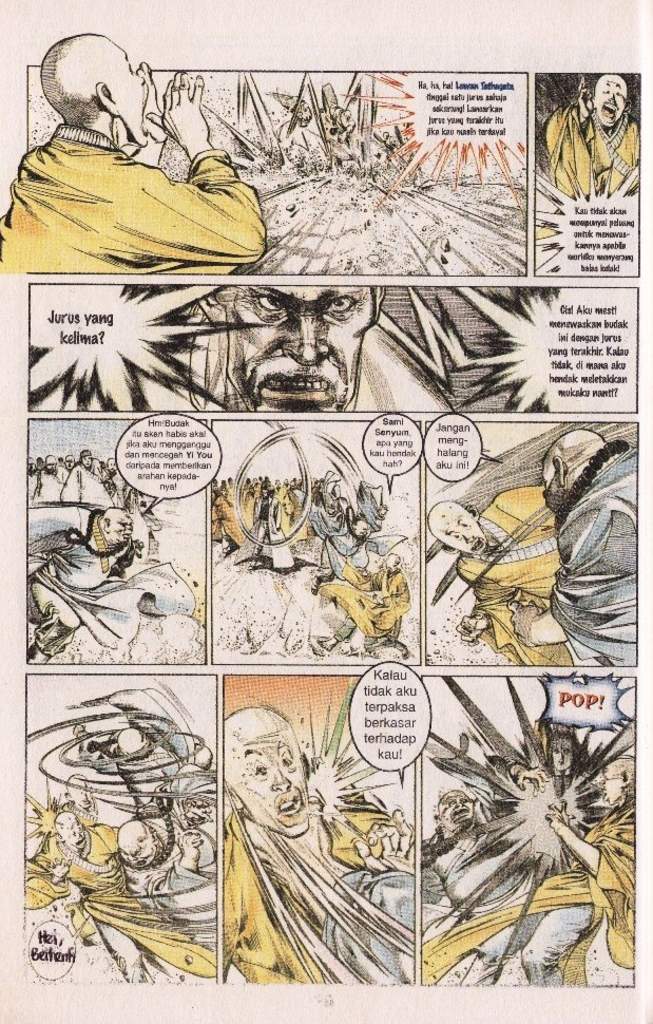 Ha, ha, ha! Lawan Tathagata
tinggal satu jurus sahaja
sekarang! Lancarkan
jurus yang terakhir itu
jika kau masih terdaya!
Kau tidak akan
mempunyai peluang
untuk menewas-
kannya apabila
muridku menyerang
balas kelak!
Jurus yang
kelima?
Cis! Aku mesti
menewaskan budak
ini dengan jurus
yang terakhir. Kalau
tidak, di mana aku
hendak meletakkan
mukaku nanti?
Hm!Budak
itu akan habis akal
jika aku mengganggu
dan mencegah Yi You
daripada memberikan
arahan kepada-
nya!
Sami
Senyum,
apa yang
kau hendak
hah?
Jangan
meng-
halang
aku ini!
Kalau
tidak aku
terpaksa
berkasar
terhadap
kau!
POP!
Hei,
Berhenti!